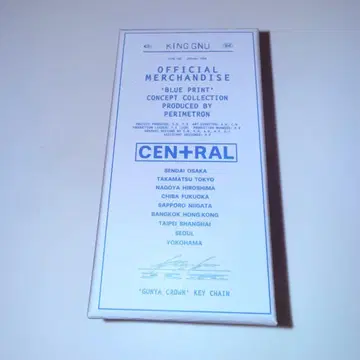 KING GNU
OFFICIAL
MERCHANDISE
"BLUE PRINT"
CONCEPT COLLECTION
PRODUCED BY
PERIMETRON
CEN+RAL
SENDAI OSAKA
TAKAMATSU TOKYO
NAGOYA HIROSHIMA
CHIBA FUKUOKA
SAPPORO NIIGATA
BANGKOK HONG KONG
TAIPEI SHANGHAI
SEOUL
YOKOHAMA
"GUNYA CROWN" KEY CHAIR